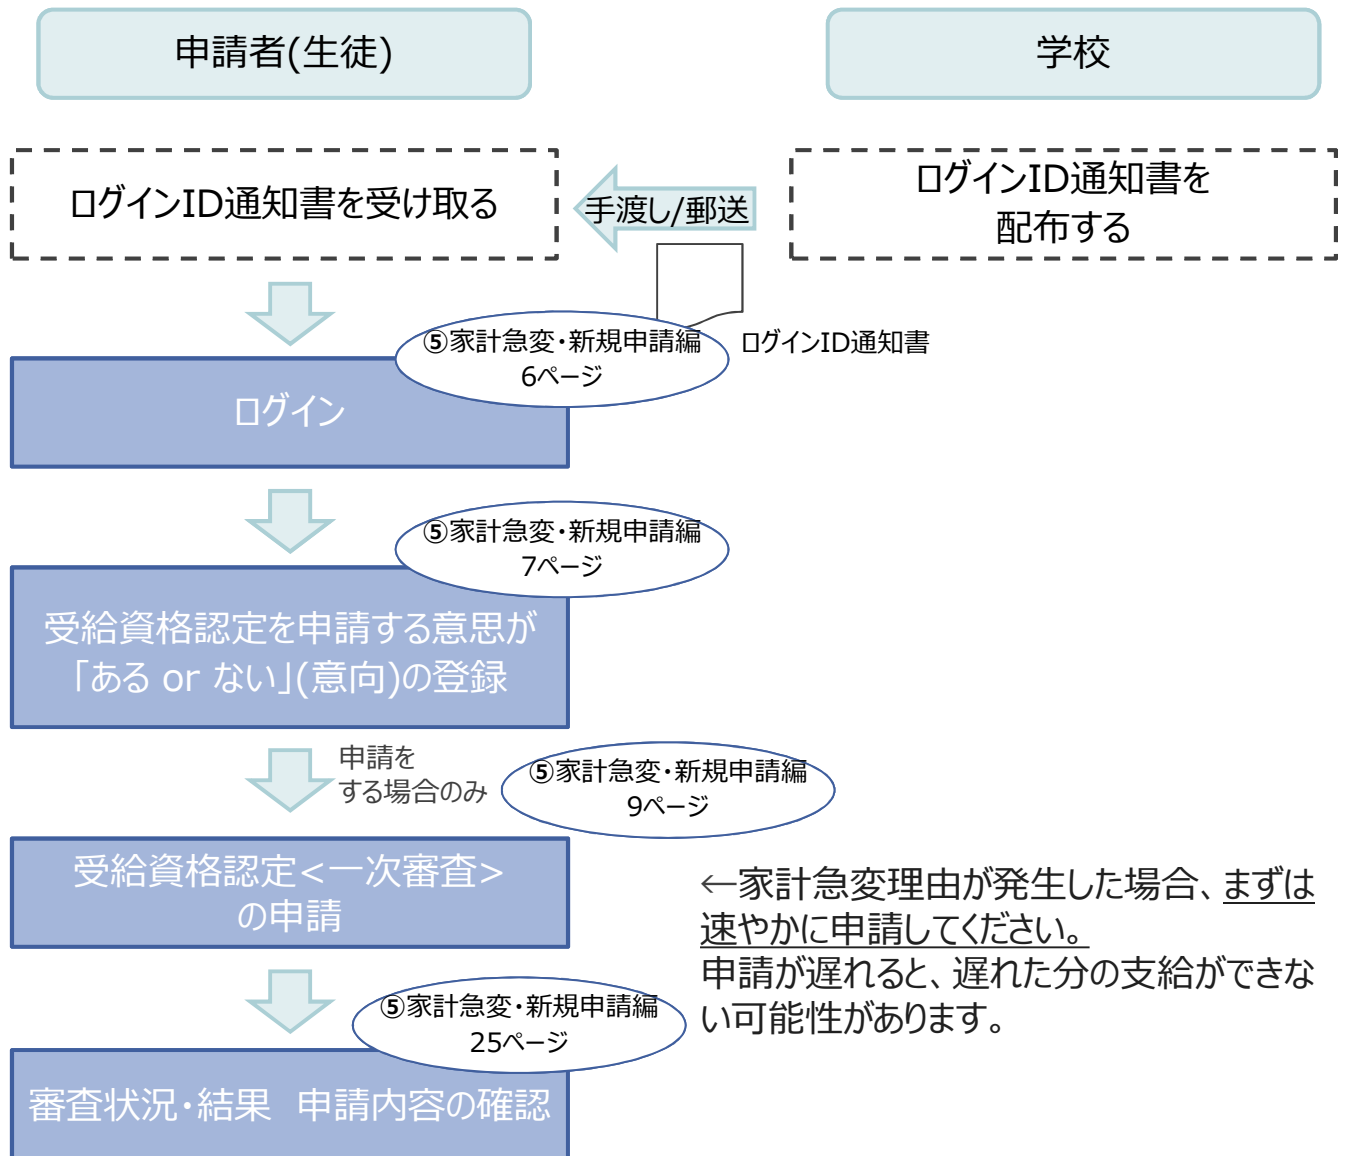 申請者(生徒)
学校
ログインID通知書を受け取る
手渡し/郵送
ログインID通知書を
配布する
ログインID通知書
⑤家計急変・新規申請編
6ページ
ログイン
⑤家計急変・新規申請編
7ページ
受給資格認定を申請する意思が
「ある or ない」(意向)の登録
申請を
する場合のみ
⑤家計急変・新規申請編
9ページ
受給資格認定<一次審査>
の申請
←家計急変理由が発生した場合、まずは
速やかに申請してください。
申請が遅れると、遅れた分の支給ができな
い可能性があります。
⑤家計急変・新規申請編
25ページ
審査状況・結果　申請内容の確認